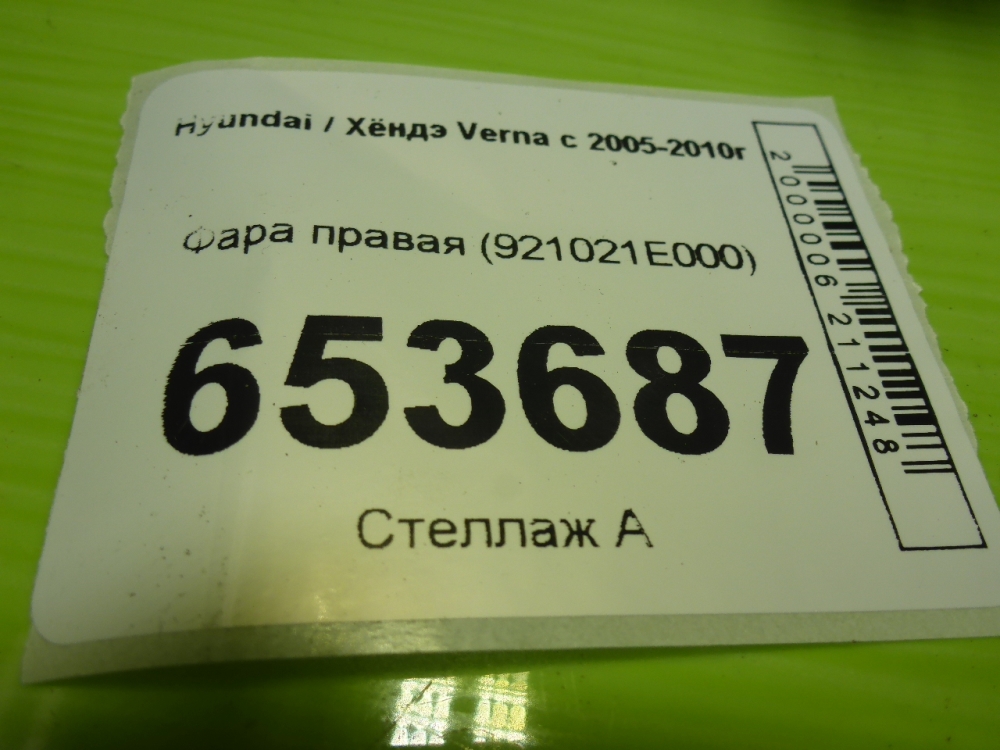 Hyundai / Хёндэ Verna с 2005-2010г
Фара правая (921021E000)
653687
Стеллаж А
2000006211248